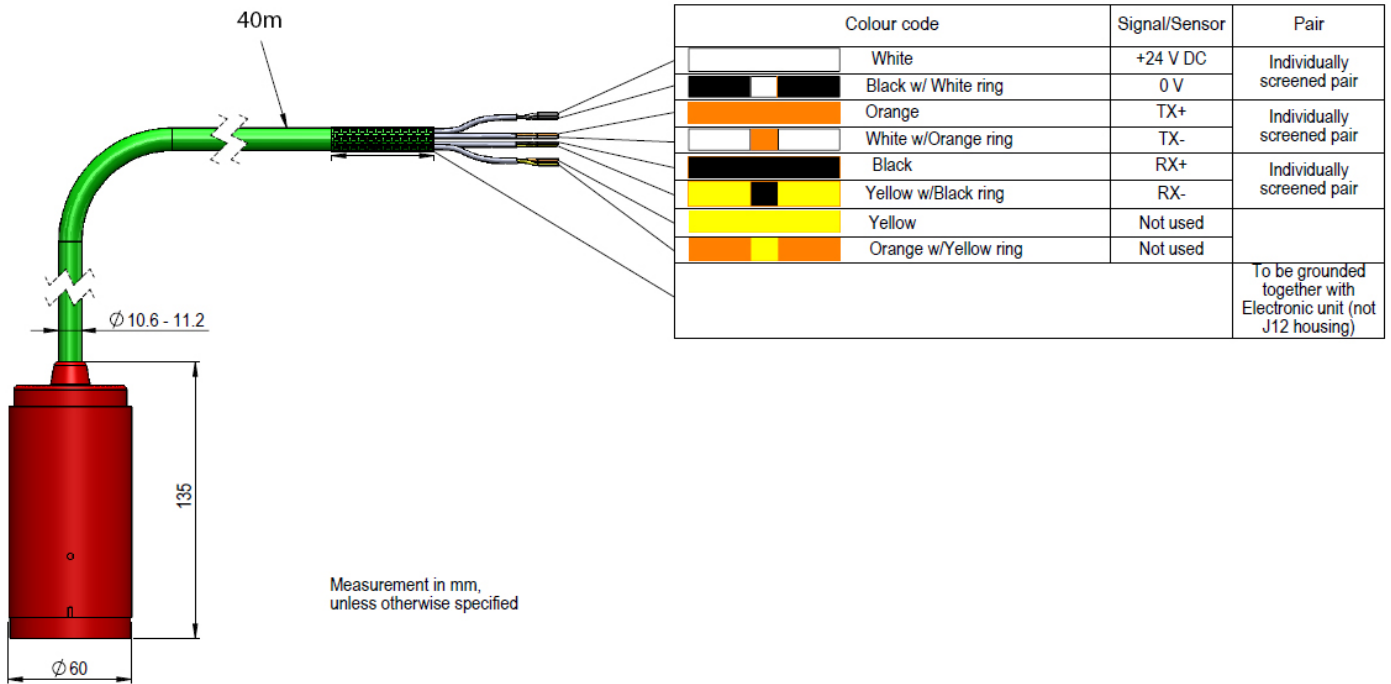 40m
Colour code Signal/Sensor Pair
White +24 V DC Individually
screened pair
Black w/ White ring 0 V
Orange TX+ Individually
screened pair
White w/Orange ring TX-
Black RX+ Individually
screened pair
Yellow w/Black ring RX-
Yellow Not used
Orange w/Yellow ring Not used
To be grounded
together with
Electronic unit (not
J12 housing)
∅ 10.6 - 11.2
135
Measurement in mm,
unless otherwise specified
∅ 60